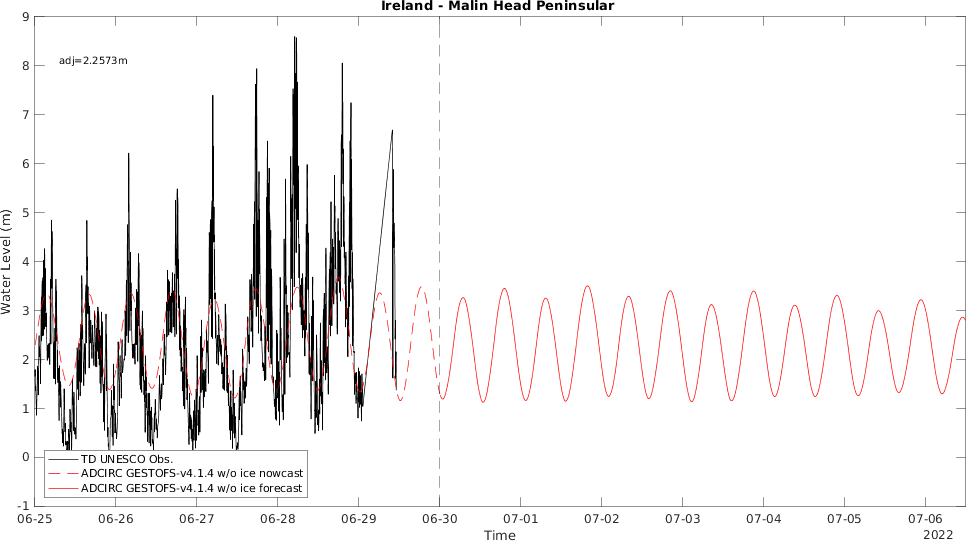 Ireland - Malin Head Peninsular
adj=2.2573m
9
8
7
6
5
4
3
2
1
0
-1
Water Level (m)
TD UNESCO Obs.
ADCIRC GESTOFS-v4.1.4 w/o ice nowcast
ADCIRC GESTOFS-v4.1.4 w/o ice forecast
06-25 06-26 06-27 06-28 06-29 06-30 07-01 07-02 07-03 07-04 07-05 07-06
Time
2022